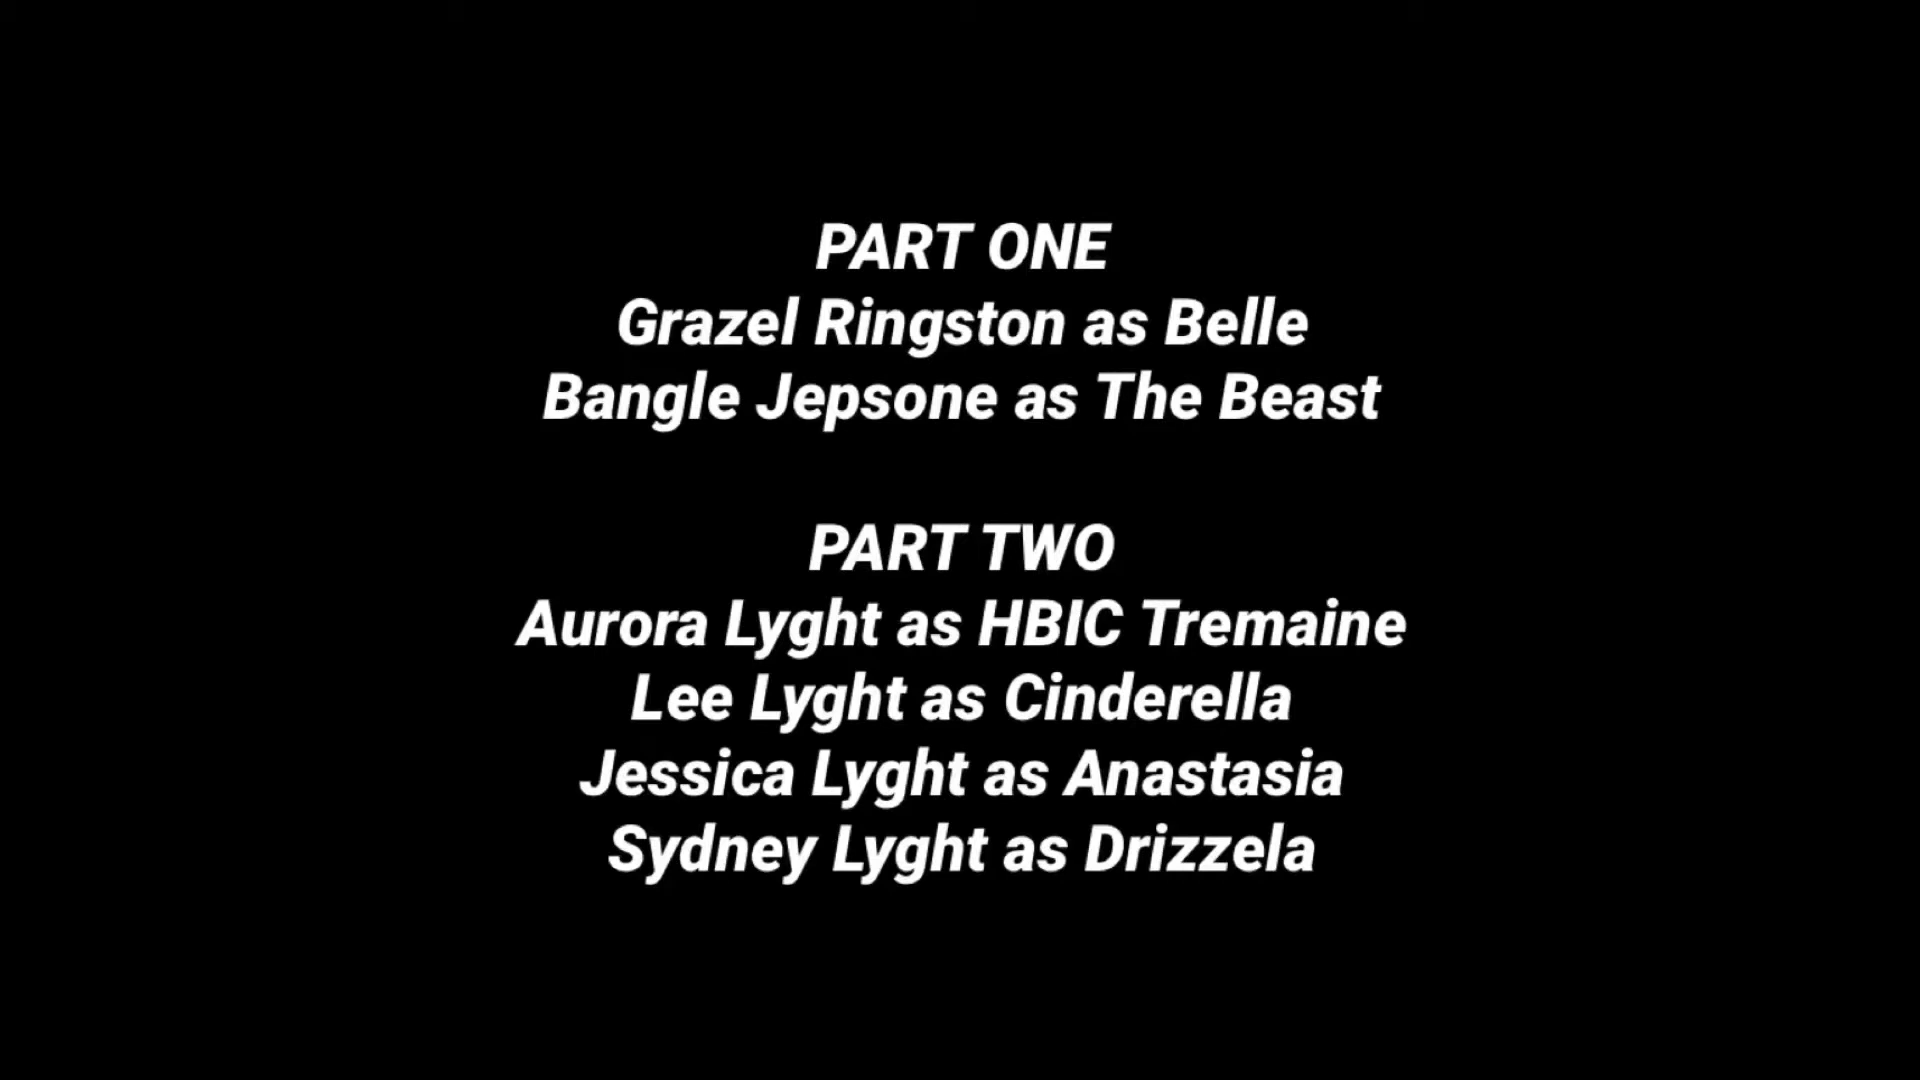 PART ONE
Grazel Ringston as Belle
Bangle Jepsone as The Beast
PART TWO
Aurora Lyght as HBIC Tremaine
Lee Lyght as Cinderella
Jessica Lyght as Anastasia
Sydney Lyght as Drizzela